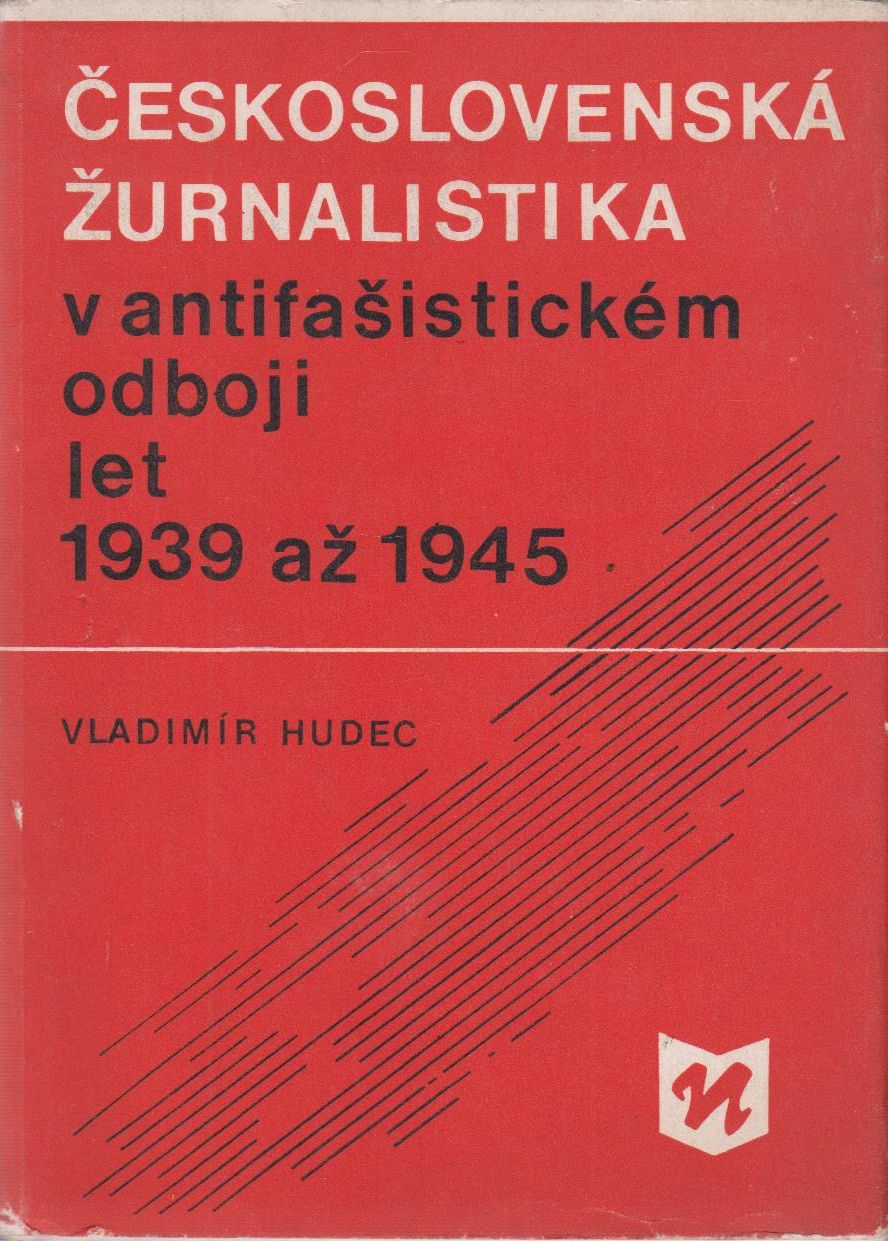 ČESKOSLOVENSKÁ
ŽURNALISTIKA
v antifašistickém
odboji
let
1939 až 1945
VLADIMÍR HUDEC
n